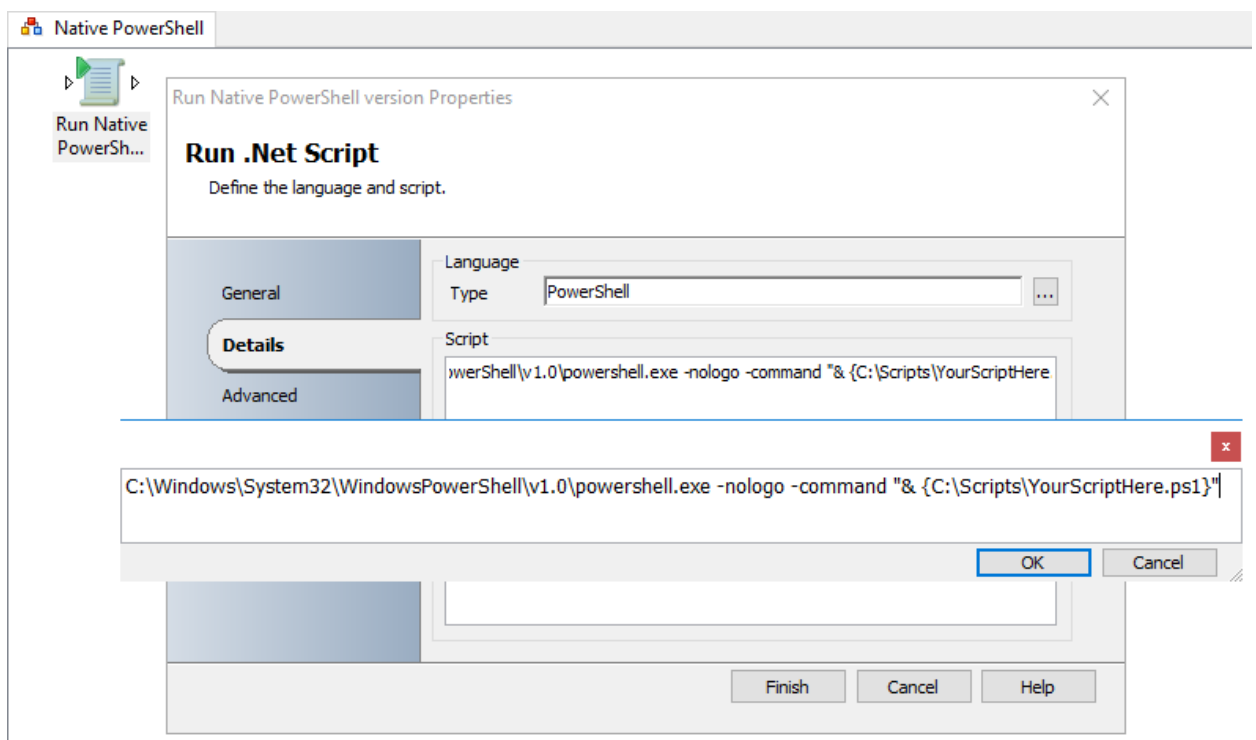 Native PowerShell
Run Native
PowerSh...
Run Native PowerShell version Properties
Run .Net Script
Define the language and script.
General
Details
Advanced
Language
Type PowerShell ...
Script
owerShell\v1.0\powershell.exe -nologo -command "& {C:\Scripts\YourScriptHere.
x
C:\Windows\System32\WindowsPowerShell\v1.0\powershell.exe -nologo -command "& {C:\Scripts\YourScriptHere.ps1}"
OK Cancel
Finish Cancel Help